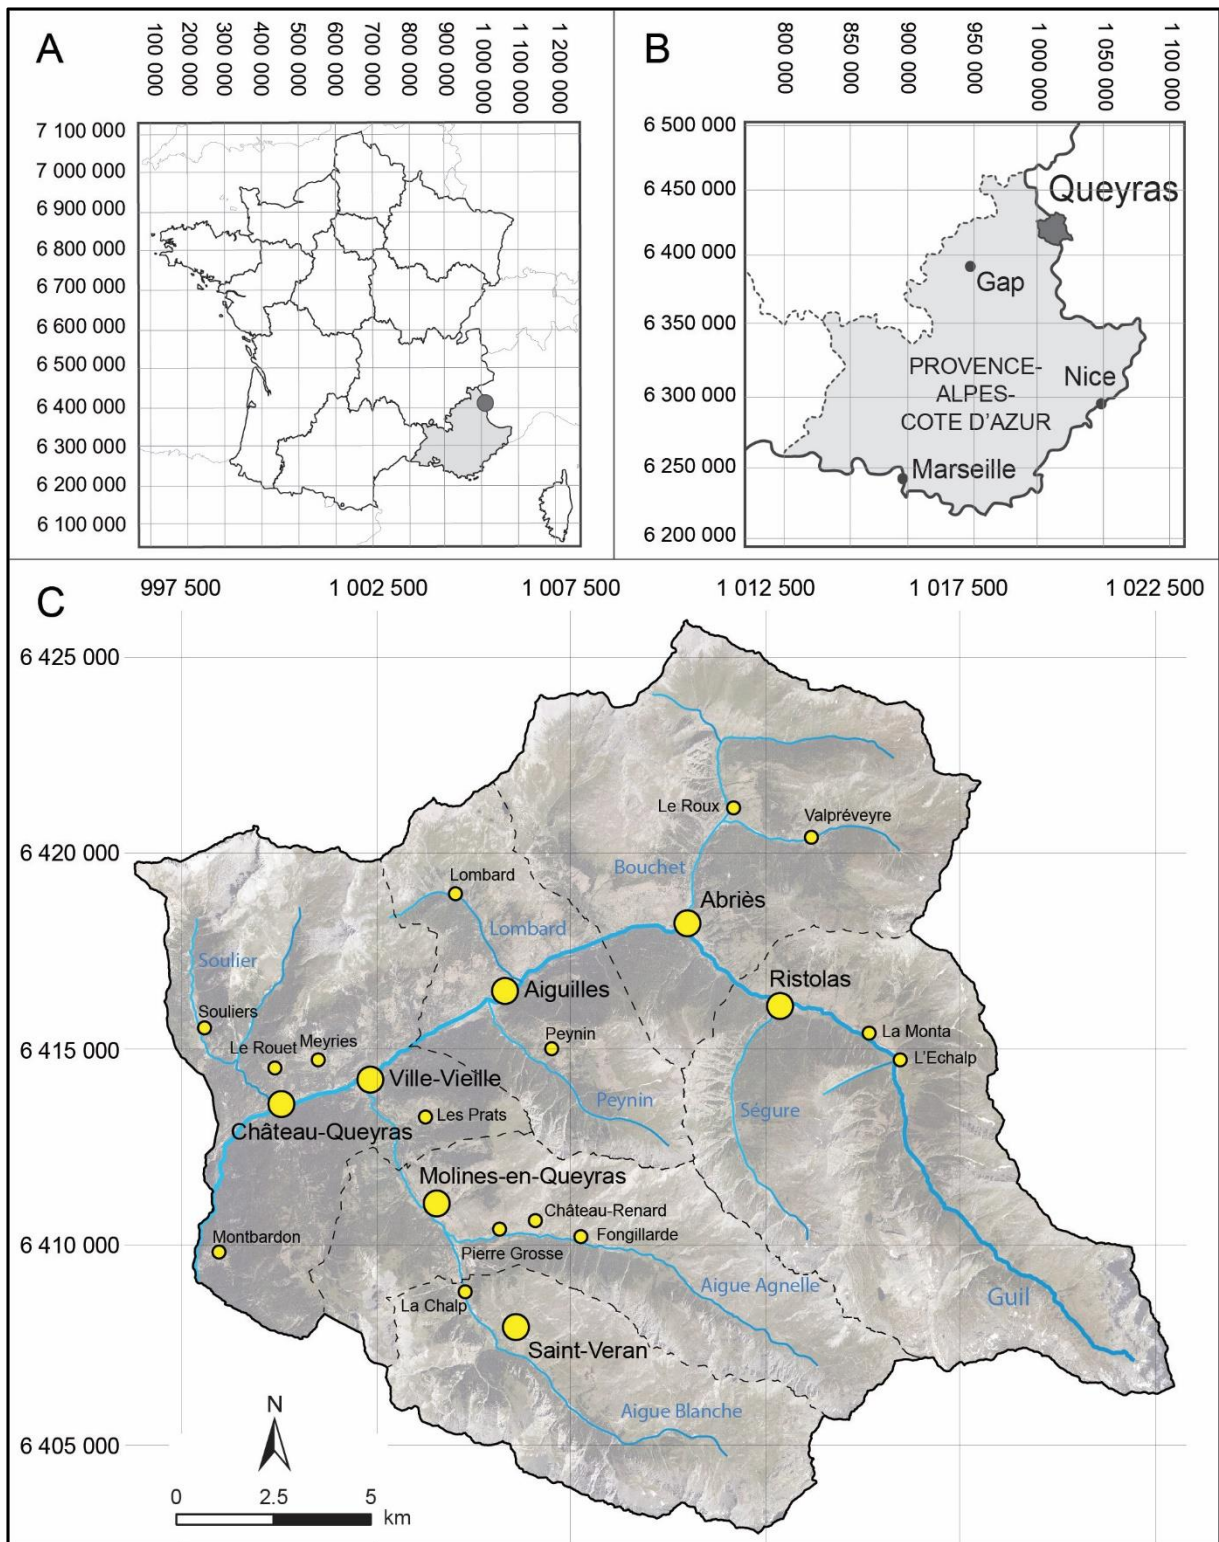 A
100 000
200 000
300 000
400 000
500 000
600 000
700 000
800 000
900 000
1 000 000
1 100 000
1 200 000
7 100 000
7 000 000
6 900 000
6 800 000
6 700 000
6 600 000
6 500 000
6 400 000
6 300 000
6 200 000
6 100 000
B
800 000
850 000
900 000
950 000
1 000 000
1 050 000
1 100 000
6 500 000
6 450 000
6 400 000
6 350 000
6 300 000
6 250 000
6 200 000
Queyras
Gap
PROVENCE-
ALPES-
COTE D'AZUR
Nice
Marseille
C
997 500
1 002 500
1 007 500
1 012 500
1 017 500
1 022 500
6 425 000
6 420 000
6 415 000
6 410 000
6 405 000
Le Roux
Valpréveyre
Bouchet
Lombard
Abriès
Lombard
Soulier
Ristolas
Aiguilles
Souliers
La Monta
Le Rouet
Meyries
Peynin
L'Echalp
Ville-Vieille
Peynin
Ségure
Les Prats
Château-Queyras
Molines-en-Queyras
Château-Renard
Fongillarde
Montbardon
Pierre Grosse
Aigue Agnelle
La Chalp
Guil
Saint-Veran
Aigue Blanche
N
0
2.5
5
km